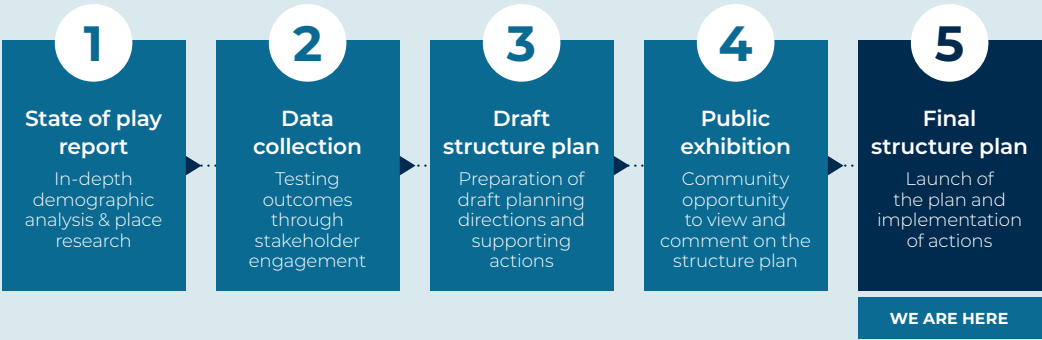 1
State of play
report
In-depth
demographic
analysis & place
research
2
Data
collection
Testing
outcomes
through
stakeholder
engagement
3
Draft
structure plan
Preparation of
draft planning
directions and
supporting
actions
4
Public
exhibition
Community
opportunity
to view and
comment on the
structure plan
5
Final
structure plan
Launch of
the plan and
implementation
of actions
WE ARE HERE